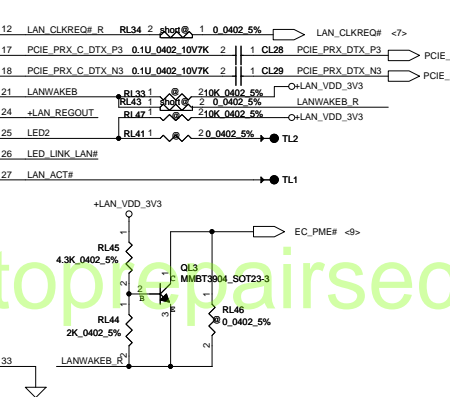 12 LAN_CLKREQ#_R RL34 2 short@ 1 0_0402_5% LAN_CLKREQ# <7>
17 PCIE_PRX_C_DTX_P3 0.1U_0402_10V7K 2 1 CL28 PCIE_PRX_DTX_P3 PCIE_
18 PCIE_PRX_C_DTX_N3 0.1U_0402_10V7K 2 1 CL29 PCIE_PRX_DTX_N3 PCIE_
21 LANWAKEB RL33 1 @ 2 10K_0402_5% +LAN_VDD_3V3
RL43 1 short@ 2 0_0402_5% LANWAKEB_R
24 +LAN_REGOUT RL47 1 @ 2 10K_0402_5% +LAN_VDD_3V3
25 LED2 RL41 1 @ 2 0_0402_5% TL2
26 LED_LINK_LAN#
27 LAN_ACT# TL1
+LAN_VDD_3V3
EC_PME# <9>
RL45
4.3K_0402_5%
1
2
QL3
MMBT3904_SOT23-3
1
C
2
B
E
3
RL46
@ 0_0402_5%
1
2
RL44
2K_0402_5%
1
2
33 LANWAKEB_R
toprepairsec